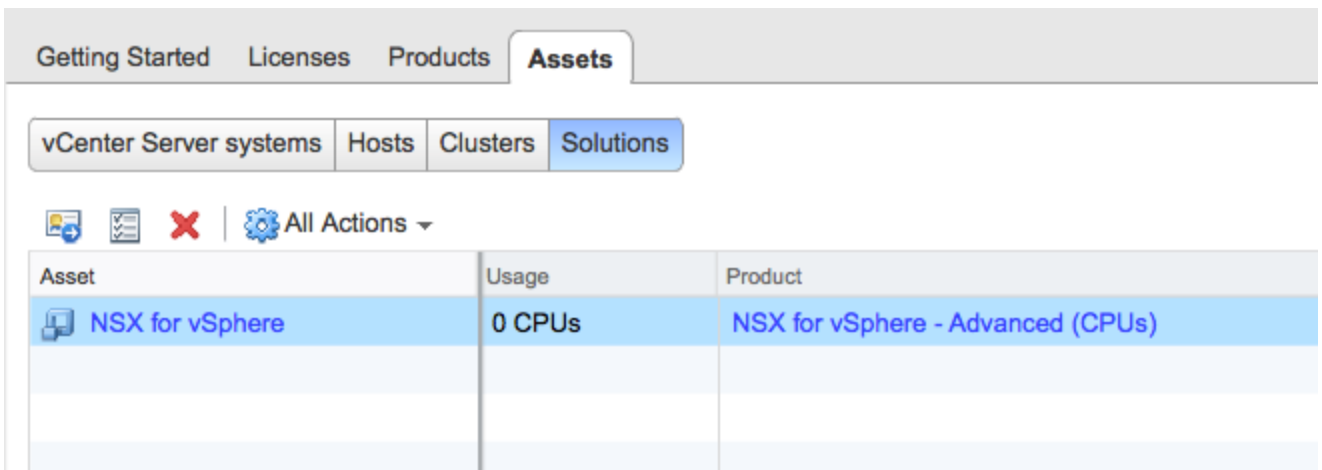 Getting Started Licenses Products Assets
vCenter Server systems Hosts Clusters Solutions
All Actions
Asset Usage Product
NSX for vSphere 0 CPUs NSX for vSphere - Advanced (CPUs)